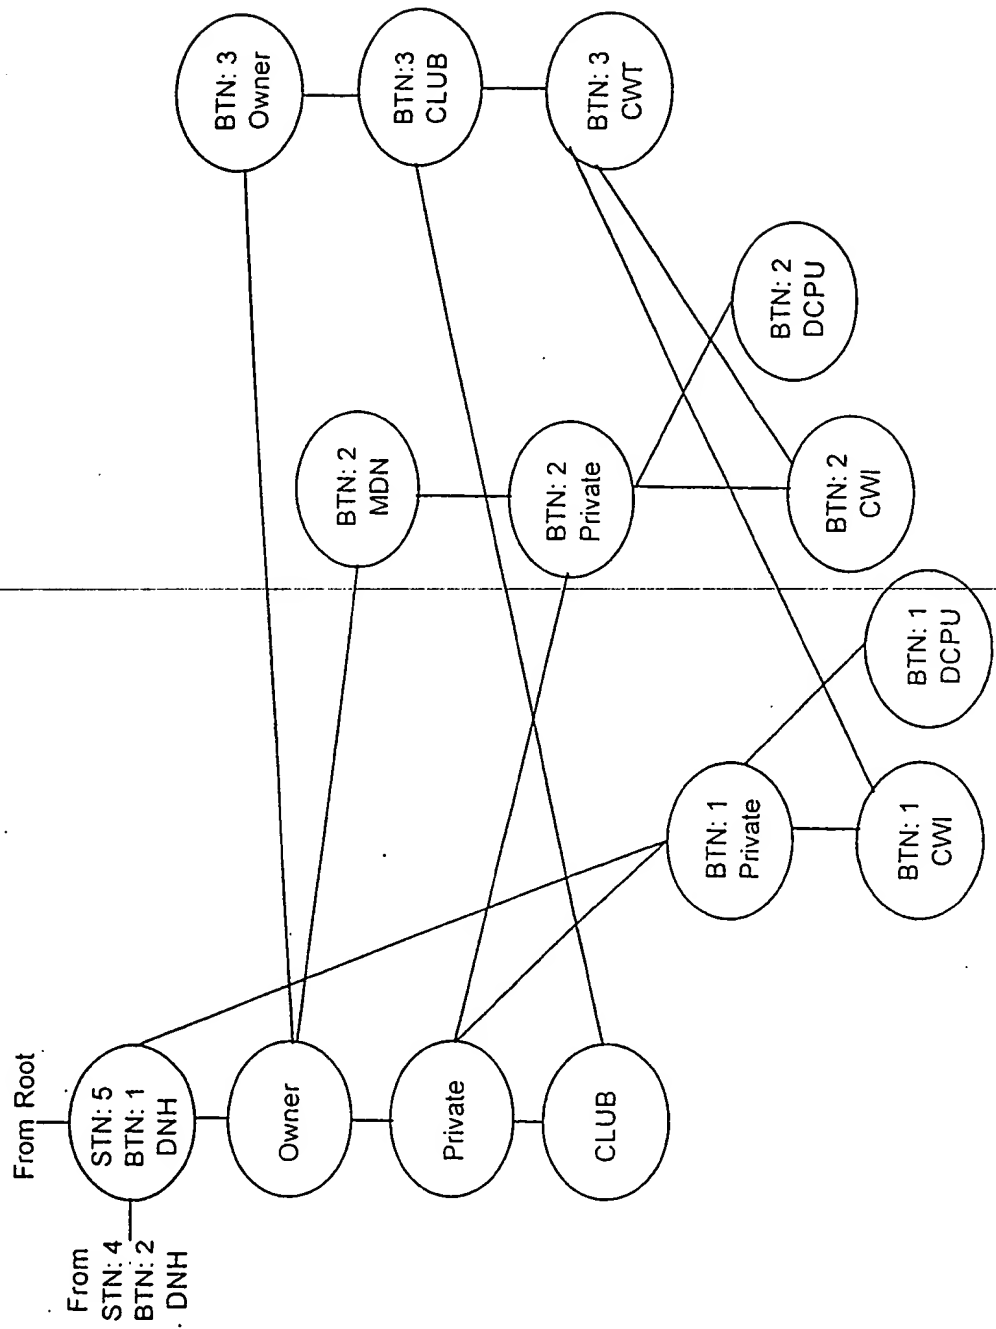 From Root
From
STN: 4
BTN: 2
DNH
STN: 5
BTN: 1
DNH
Owner
Private
CLUB
BTN: 1
Private
BTN: 1
CWI
BTN: 1
DCPU
BTN: 2
MDN
BTN: 2
Private
BTN: 2
CWI
BTN: 2
DCPU
BTN: 3
Owner
BTN:3
CLUB
BTN: 3
CWT